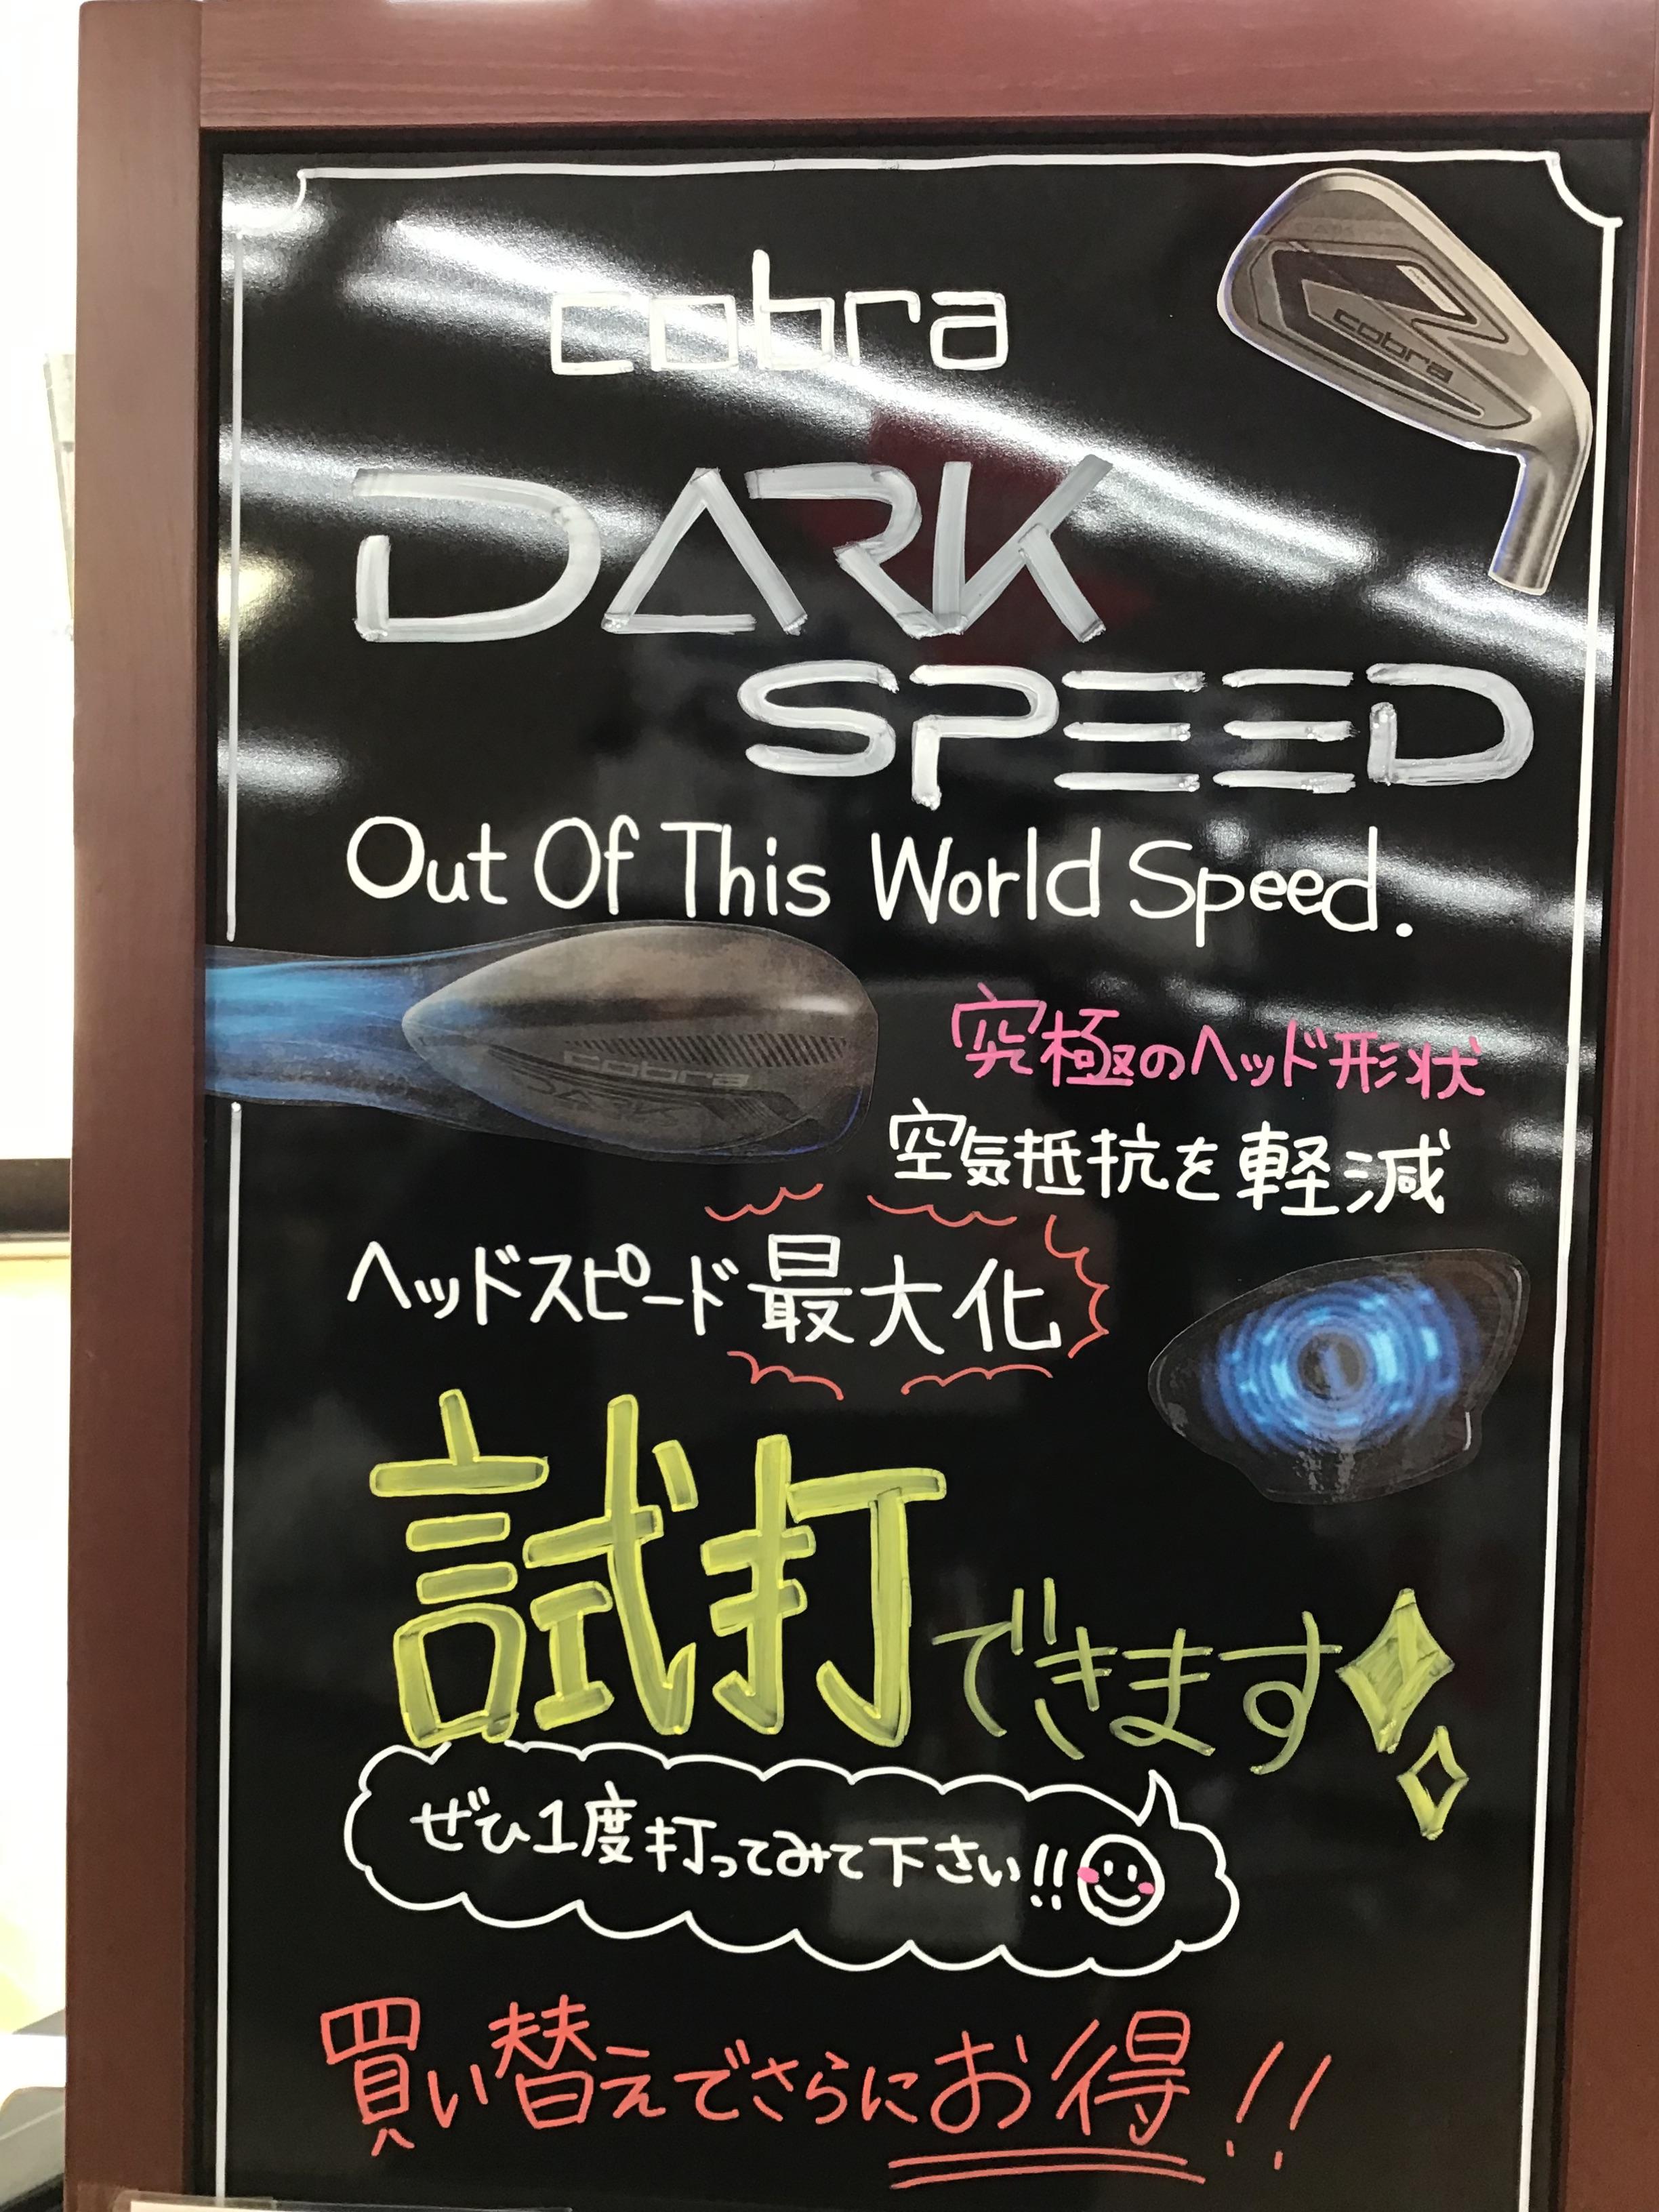 cobra
cobra
DARK
SPEED
Out Of This World Speed.
cobra
究極のヘッド形状
空気抵抗を軽減
ヘッドスピード最大化
試打できます
ぜひ1度打ってみて下さい!!
買い替えでさらにお得!!